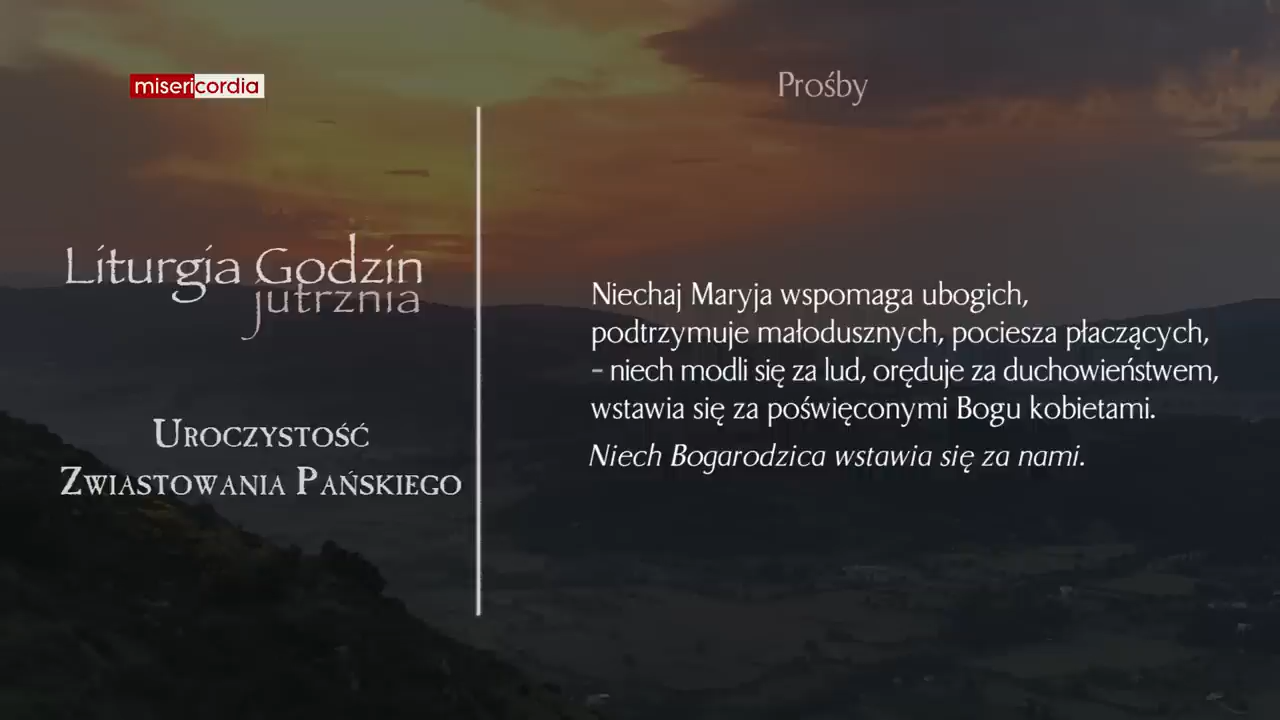 misericordia
Liturgia Godzin
jutrznia
Uroczystość
Zwiastowania Pańskiego
Prośby
Niechaj Maryja wspomaga ubogich,
podtrzymuje małodusznych, pociesza płaczących,
– niech modli się za lud, oręduje za duchowieństwem,
wstawia się za poświęconymi Bogu kobietami.
Niech Bogarodzica wstawia się za nami.